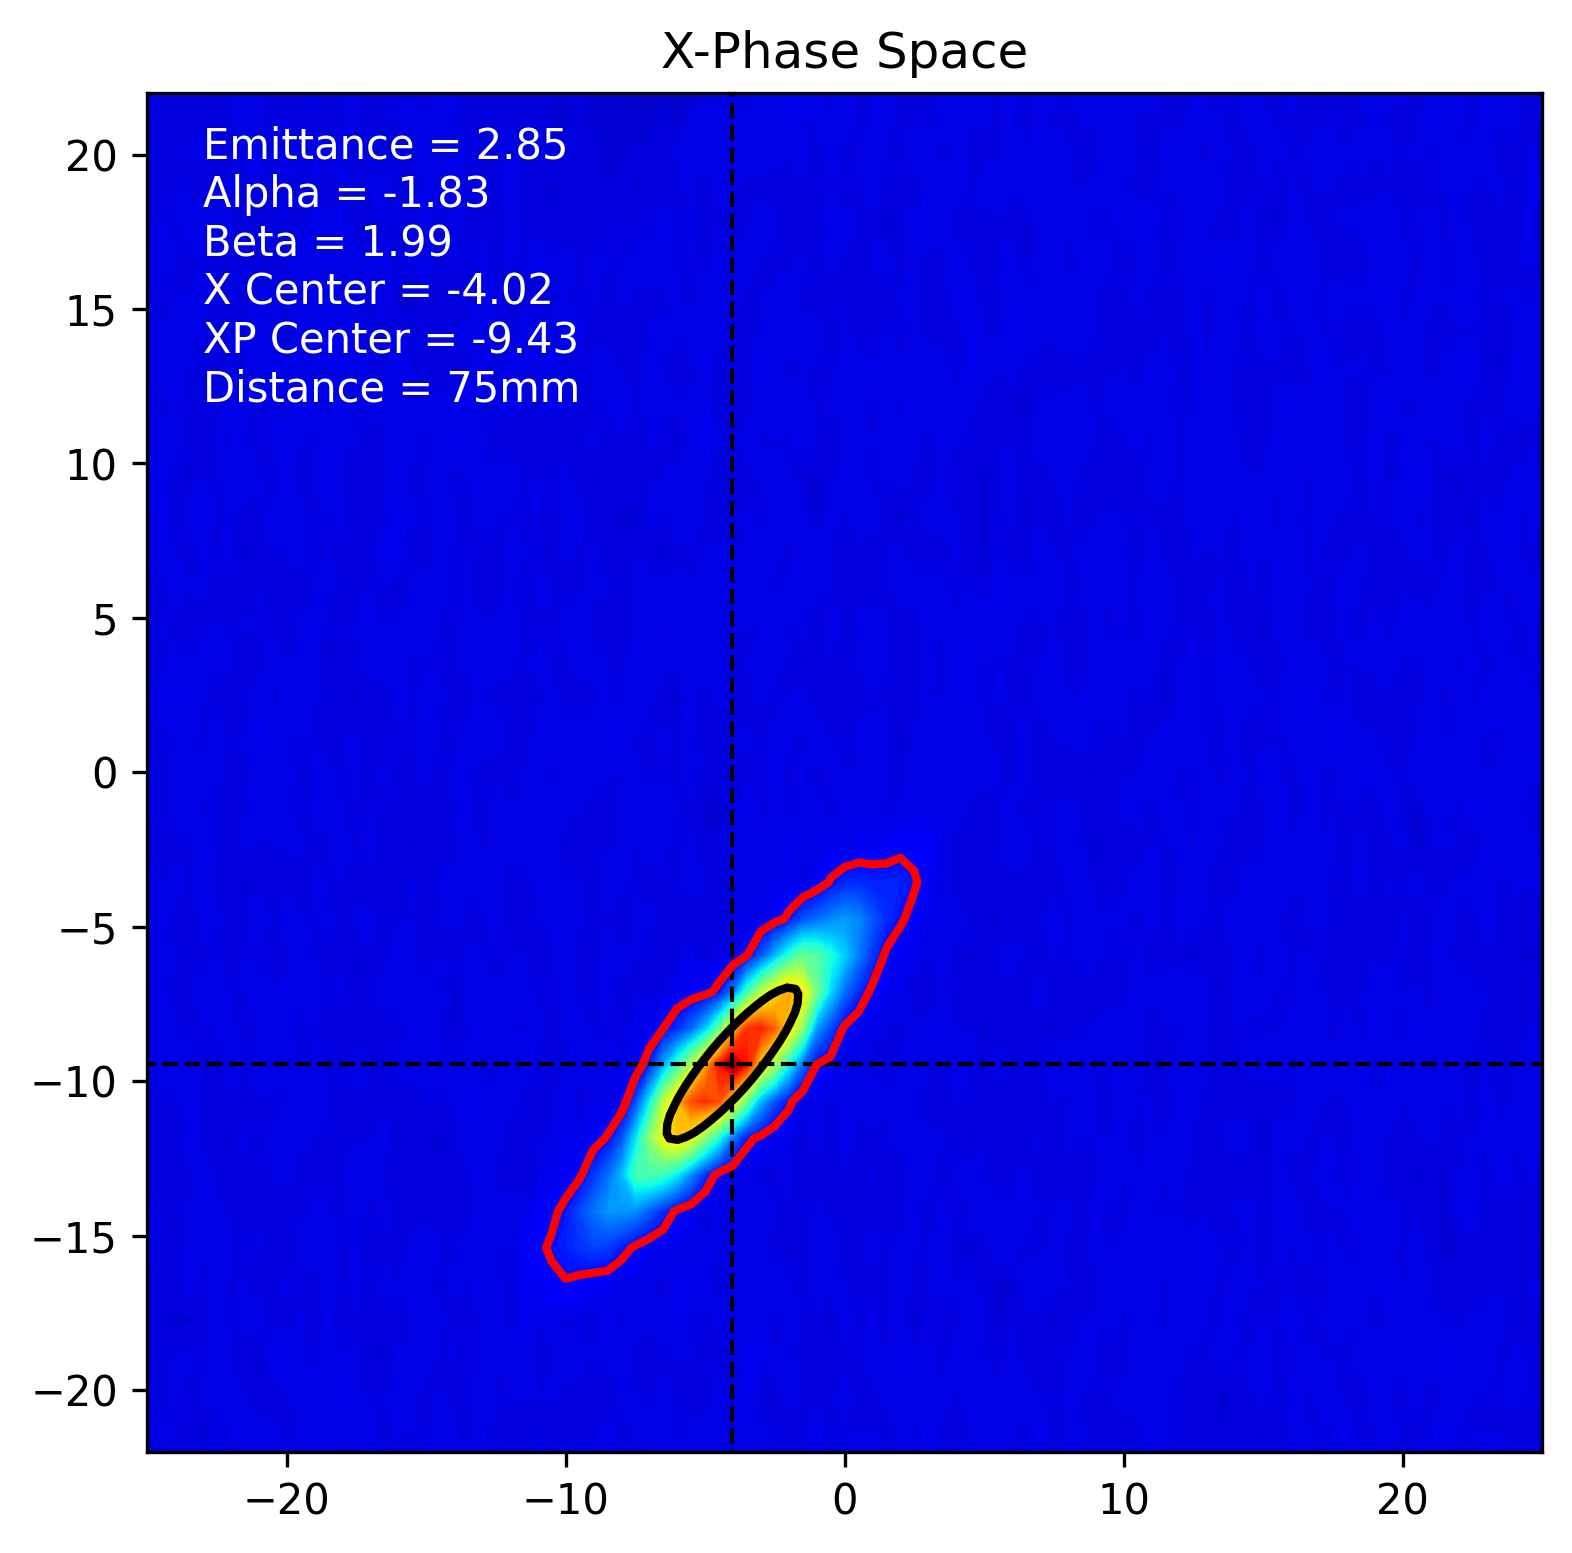 X-Phase Space
Emittance = 2.85
Alpha = -1.83
Beta = 1.99
X Center = -4.02
XP Center = -9.43
Distance = 75mm
20
15
10
5
0
−5
−10
−15
−20
−20 −10 0 10 20